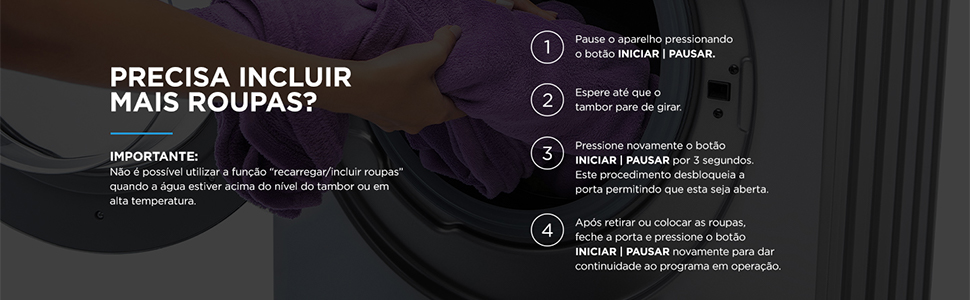 PRECISA INCLUIR
MAIS ROUPAS?
IMPORTANTE:
Não é possível utilizar a função “recarregar/incluir roupas”
quando a água estiver acima do nível do tambor ou em
alta temperatura.
1
Pause o aparelho pressionando
o botão INICIAR | PAUSAR.
2
Espere até que o
tambor pare de girar.
3
Pressione novamente o botão
INICIAR | PAUSAR por 3 segundos.
Este procedimento desbloqueia a
porta permitindo que esta seja aberta.
4
Após retirar ou colocar as roupas,
feche a porta e pressione o botão
INICIAR | PAUSAR novamente para dar
continuidade ao programa em operação.